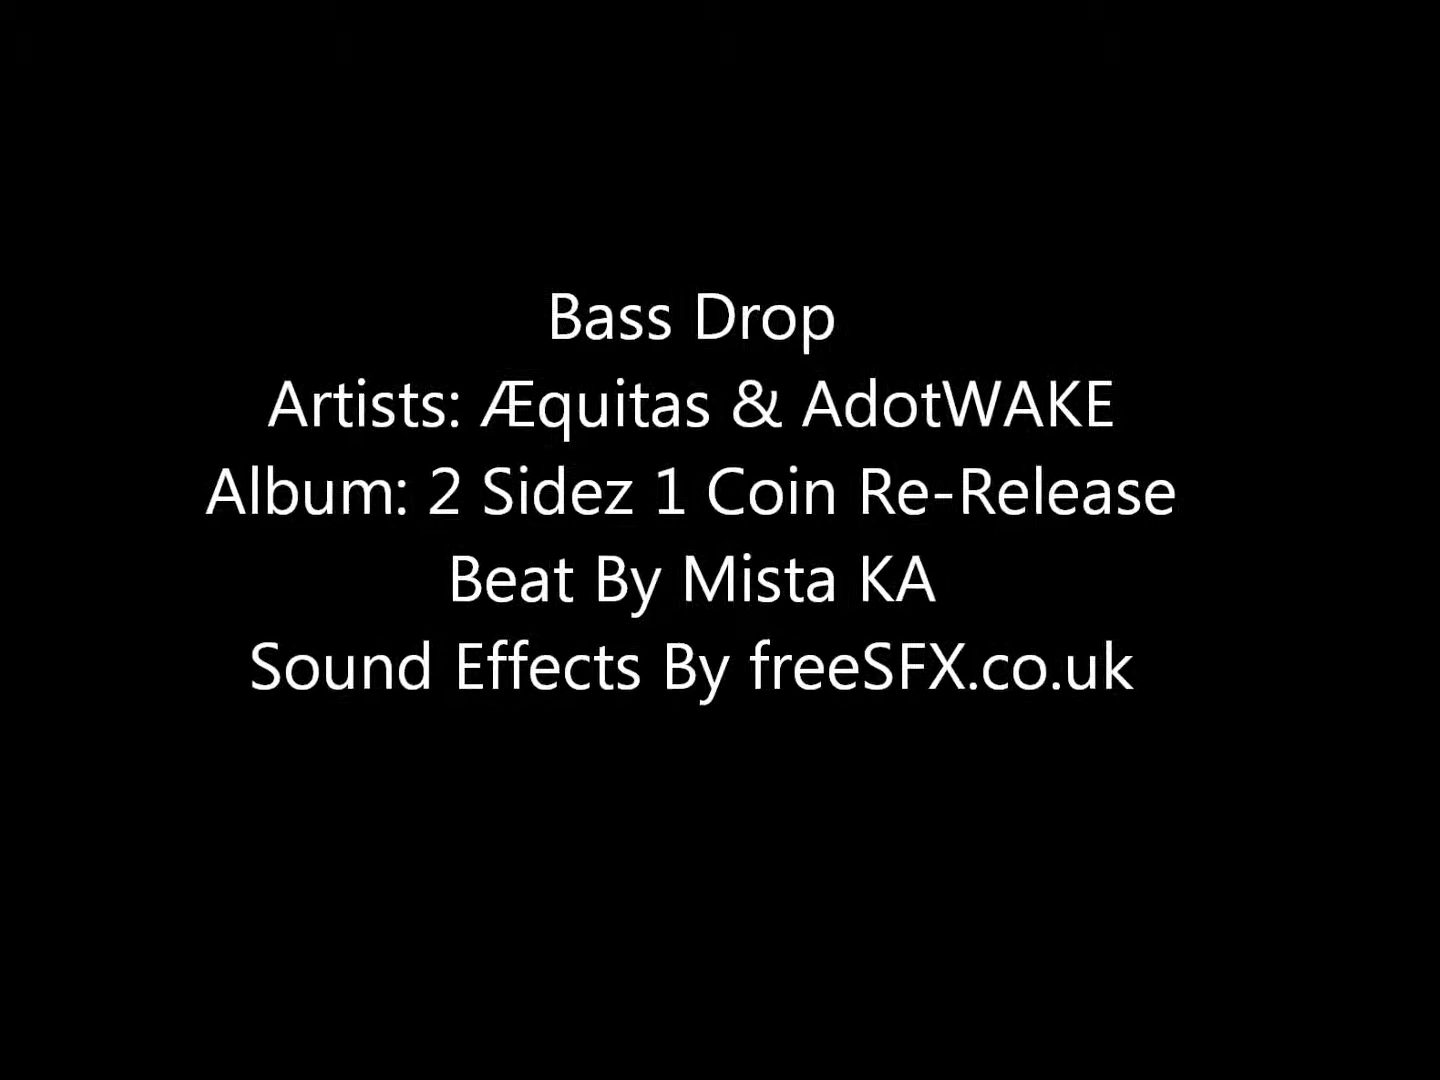 Bass Drop
Artists: Æquitas & AdotWAKE
Album: 2 Sidez 1 Coin Re-Release
Beat By Mista KA
Sound Effects By freeSFX.co.uk